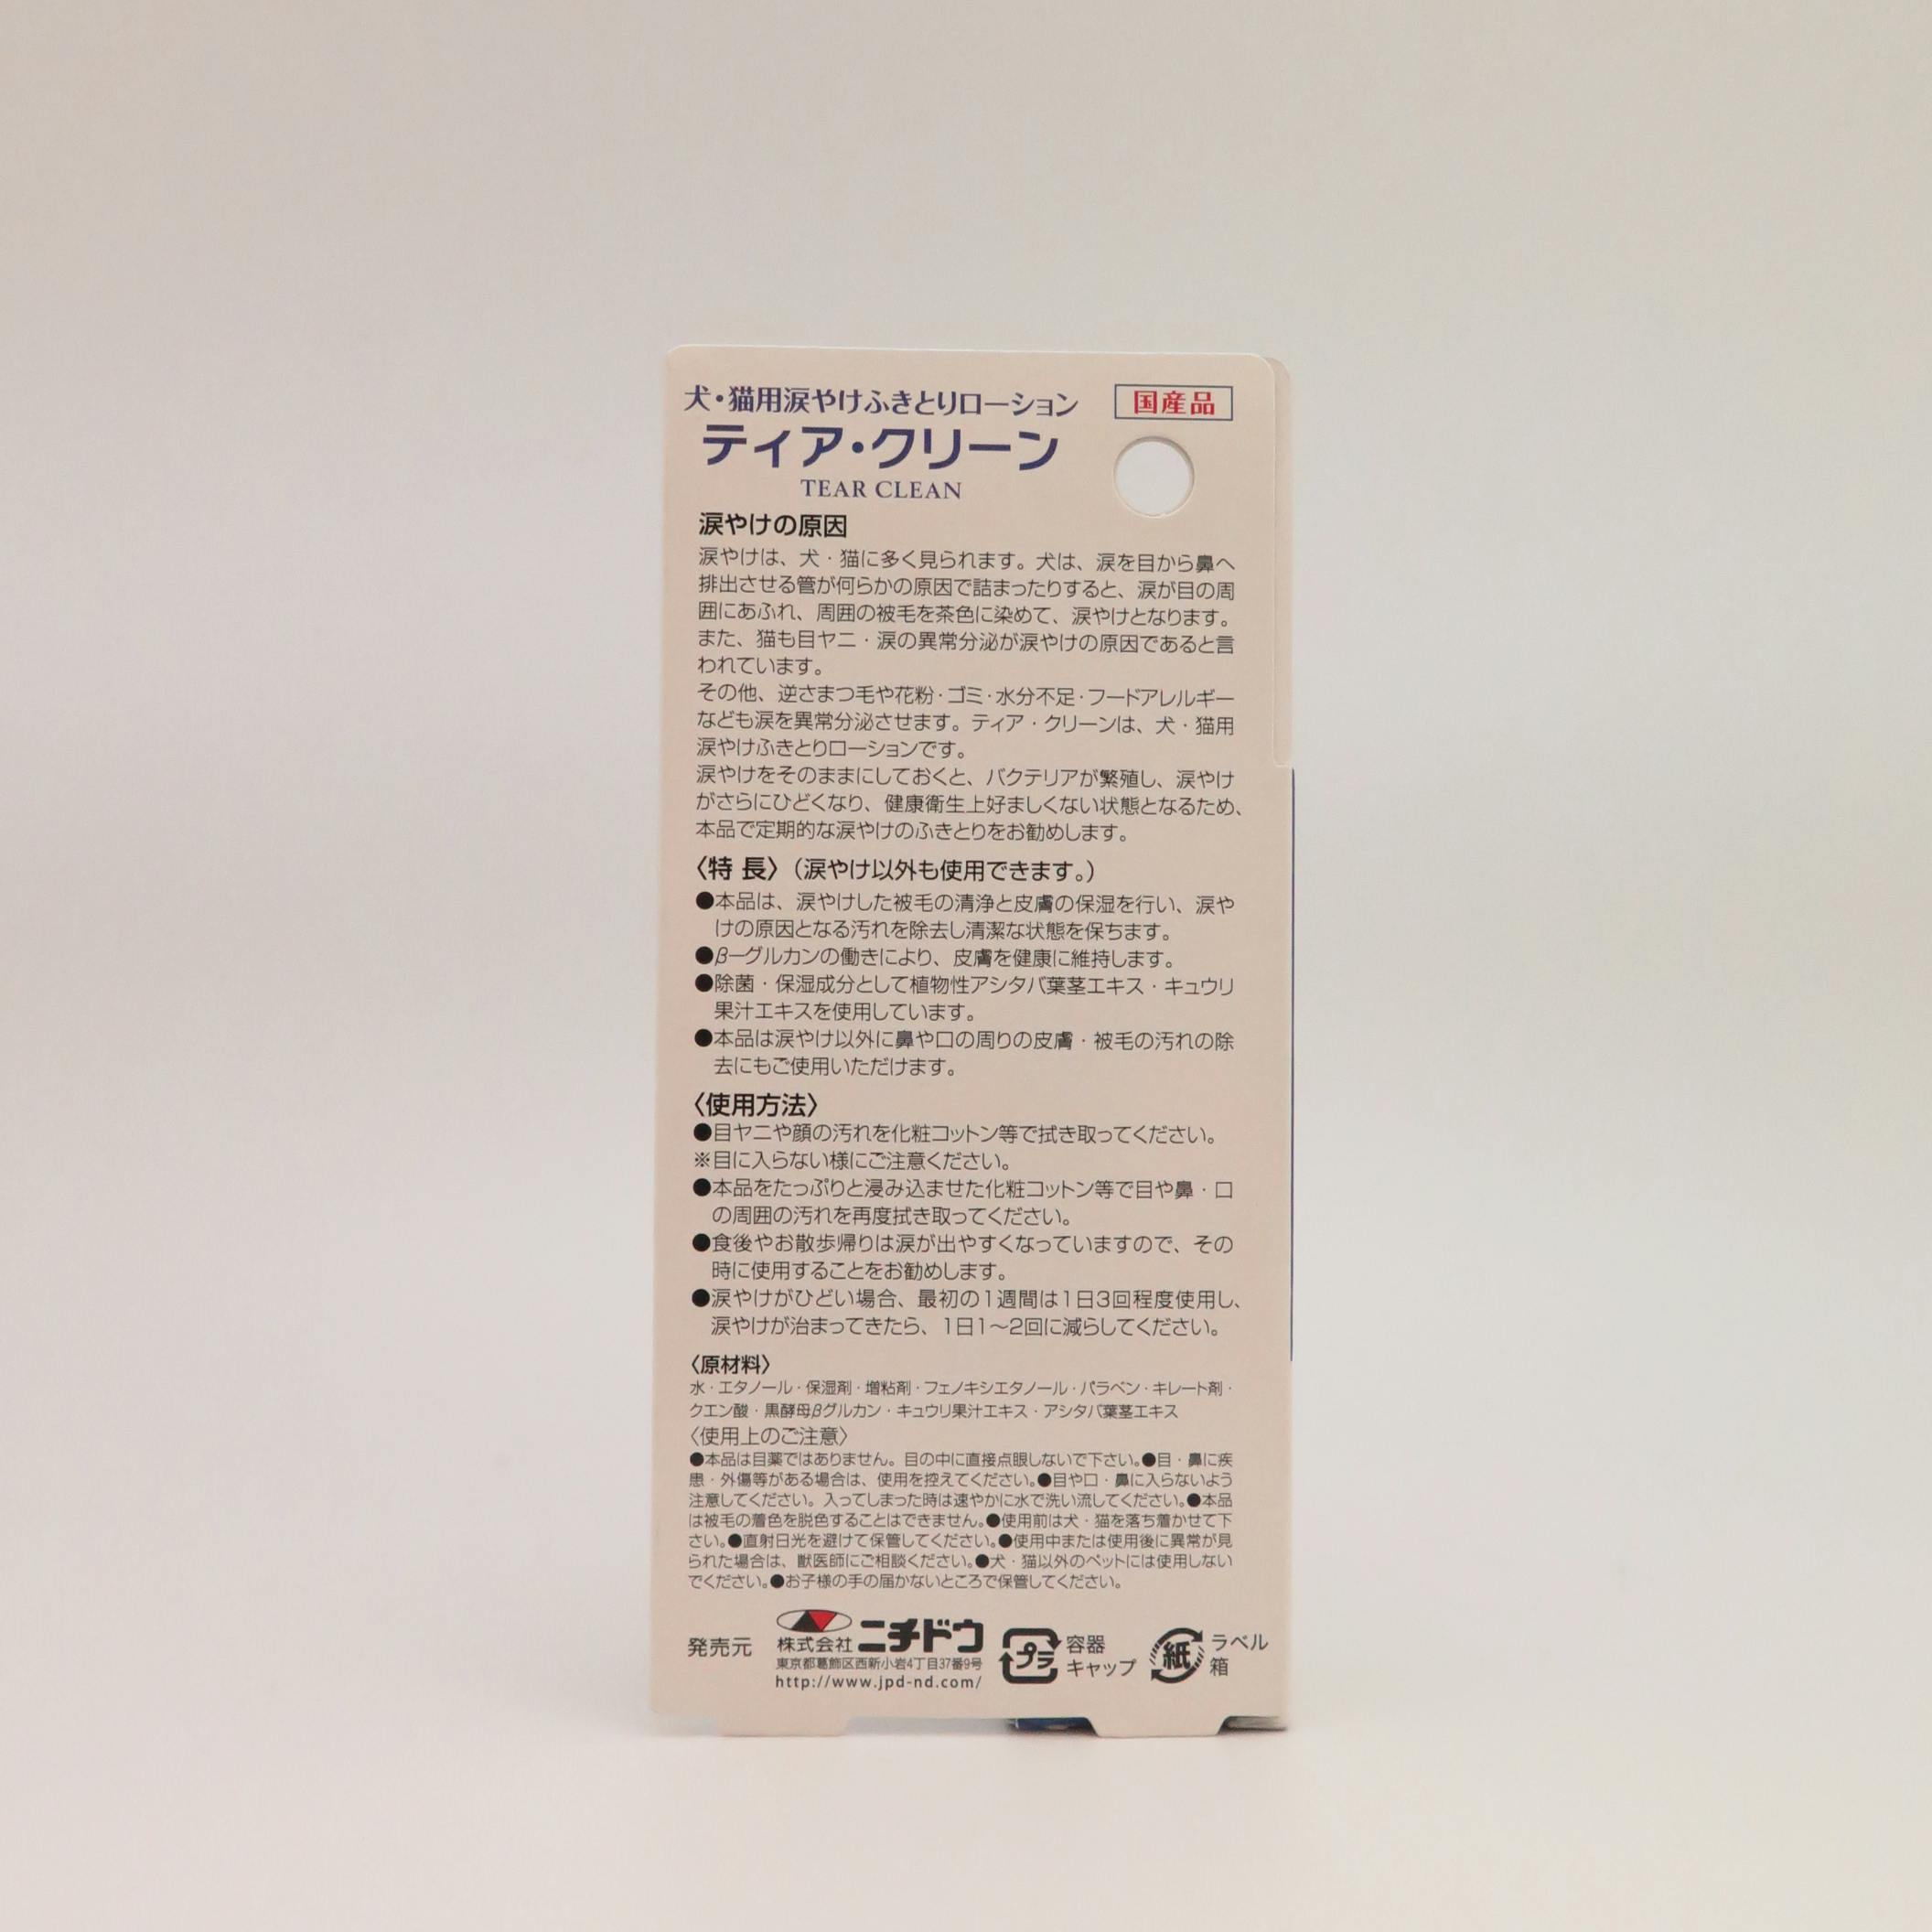 犬・猫用涙やけふきとりローション
国産品
ティア・クリーン
TEAR CLEAN
涙やけの原因
涙やけは、犬・猫に多く見られます。犬は、涙を目から鼻へ
排出させる管が何らかの原因で詰まったりすると、涙が目の周
囲にあふれ、周囲の被毛を茶色に染めて、涙やけとなります。
また、猫も目ヤニ・涙の異常分泌が涙やけの原因であると言
われています。
その他、逆さまつ毛や花粉・ゴミ・水分不足・フードアレルギー
なども涙を異常分泌させます。ティア・クリーンは、犬・猫用
涙やけふきとりローションです。
涙やけをそのままにしておくと、バクテリアが繁殖し、涙やけ
がさらにひどくなり、健康衛生上好ましくない状態となるため、
本品で定期的な涙やけのふきとりをお勧めします。
〈特 長〉（涙やけ以外も使用できます。）
●本品は、涙やけした被毛の清浄と皮膚の保湿を行い、涙や
けの原因となる汚れを除去し清潔な状態を保ちます。
●β－グルカンの働きにより、皮膚を健康に維持します。
●除菌・保湿成分として植物性アシタバ葉茎エキス・キュウリ
果汁エキスを使用しています。
●本品は涙やけ以外に鼻や口の周りの皮膚・被毛の汚れの除
去にもご使用いただけます。
〈使用方法〉
●目ヤニや顔の汚れを化粧コットン等で拭き取ってください。
※目に入らない様にご注意ください。
●本品をたっぷりと浸み込ませた化粧コットン等で目や鼻・口
の周囲の汚れを再度拭き取ってください。
●食後やお散歩帰りは涙が出やすくなっていますので、その
時に使用することをお勧めします。
●涙やけがひどい場合、最初の1週間は1日3回程度使用し、
涙やけが治まってきたら、1日1～2回に減らしてください。
〈原材料〉
水・エタノール・保湿剤・増粘剤・フェノキシエタノール・パラベン・キレート剤・
クエン酸・黒酵母βグルカン・キュウリ果汁エキス・アシタバ葉茎エキス
〈使用上のご注意〉
●本品は目薬ではありません。目の中に直接点眼しないで下さい。●目・鼻に疾
患・外傷等がある場合は、使用を控えてください。●目や口・鼻に入らないよう
注意してください。入ってしまった時は速やかに水で洗い流してください。●本品
は被毛の着色を脱色することはできません。●使用前は犬・猫を落ち着かせて下
さい。●直射日光を避けて保管してください。●使用中または使用後に異常が見
られた場合は、獣医師にご相談ください。●犬・猫以外のペットには使用しない
でください。●お子様の手の届かないところで保管してください。
発売元
株式会社 ニチドウ
東京都葛飾区西新小岩4丁目37番9号
http://www.jpd-nd.com/
プラ
容器
キャップ
紙
ラベル
箱